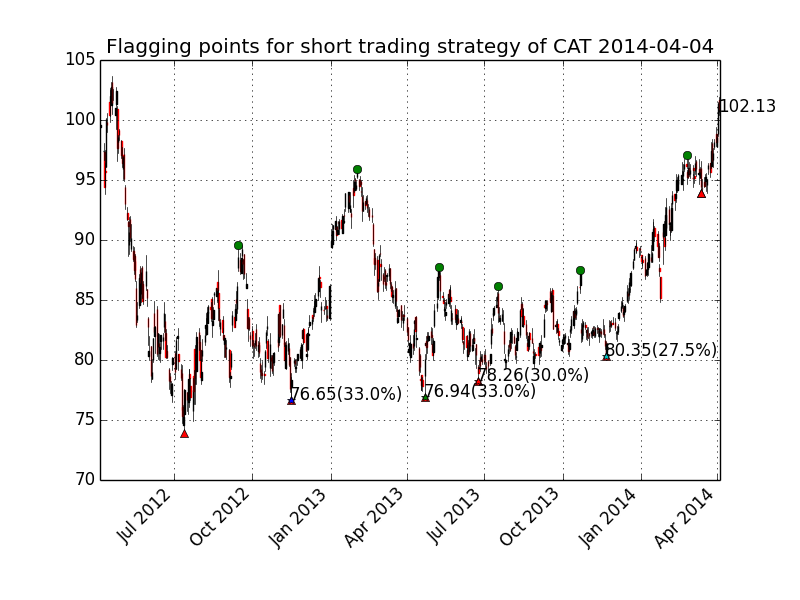 Flagging points for short trading strategy of CAT 2014-04-04
105
100
95
90
85
80
75
70
102.13
80.35(27.5%)
78.26(30.0%)
76.94(33.0%)
76.65(33.0%)
Jul 2012
Oct 2012
Jan 2013
Apr 2013
Jul 2013
Oct 2013
Jan 2014
Apr 2014